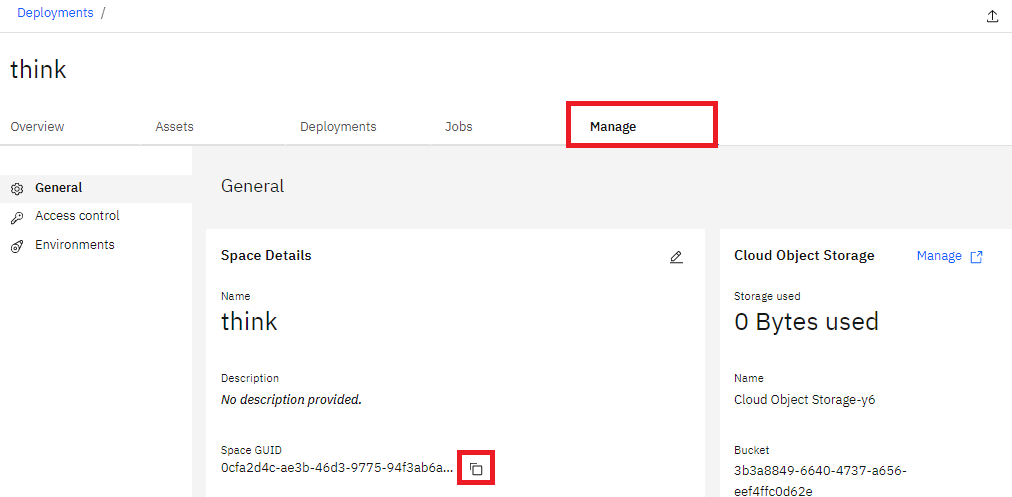 Deployments /
think
Overview Assets Deployments Jobs Manage
General
Access control
Environments
General
Space Details
Name
think
Description
No description provided.
Space GUID
0cfa2d4c-ae3b-46d3-9775-94f3ab6a...
Cloud Object Storage Manage
Storage used
0 Bytes used
Name
Cloud Object Storage-y6
Bucket
3b3a8849-6640-4737-a656-
eef4ffc0d62e